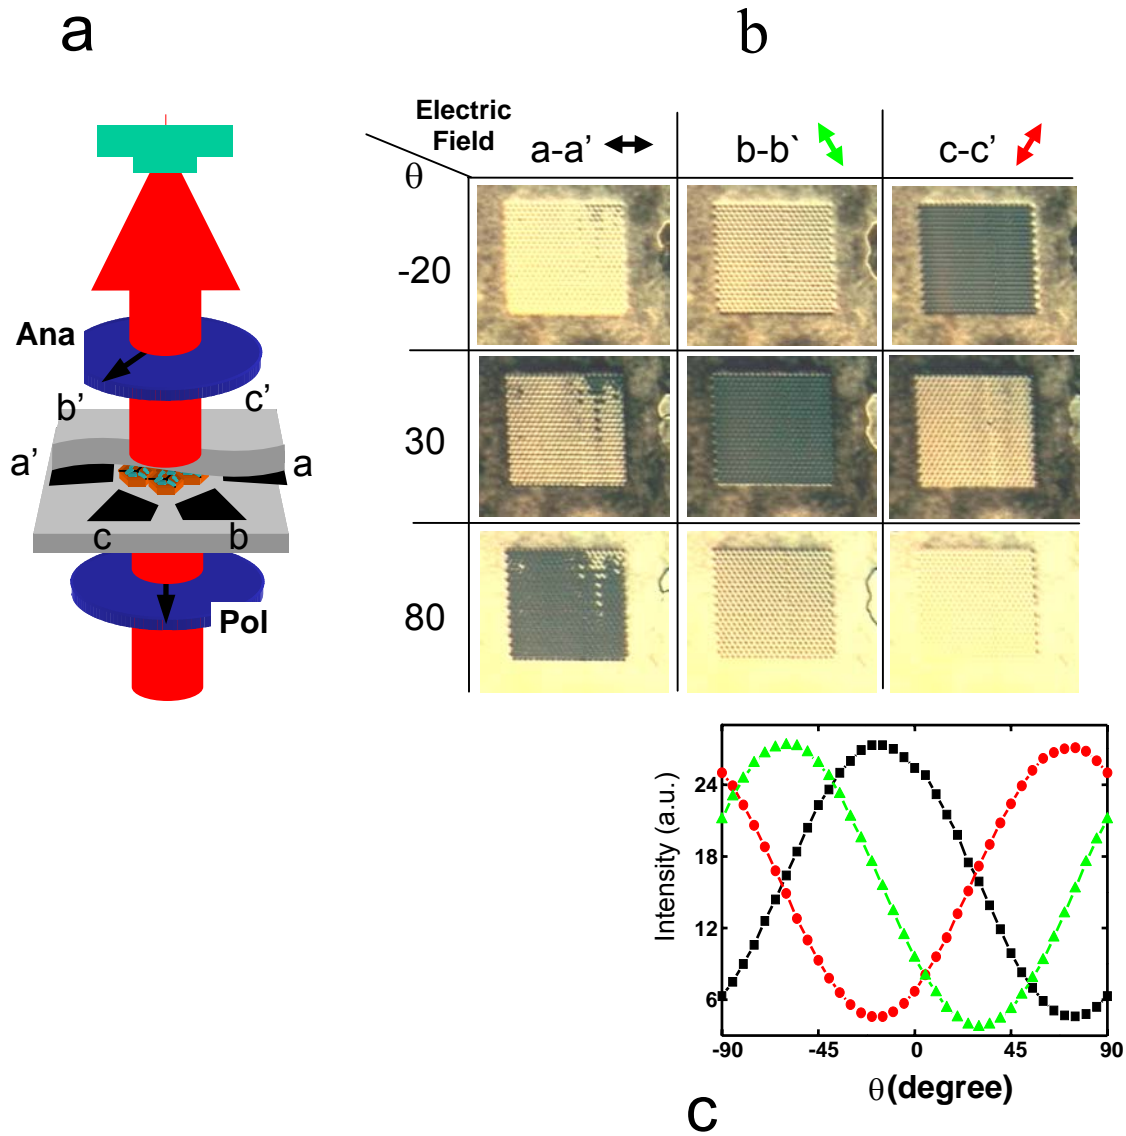 a
b
Electric
Field
θ
a-a’
b-b`
c-c’
-20
30
80
Ana
b’
c’
a’
a
c
b
Pol
Intensity (a.u.)
24
18
12
6
-90
-45
0
45
90
θ(degree)
c